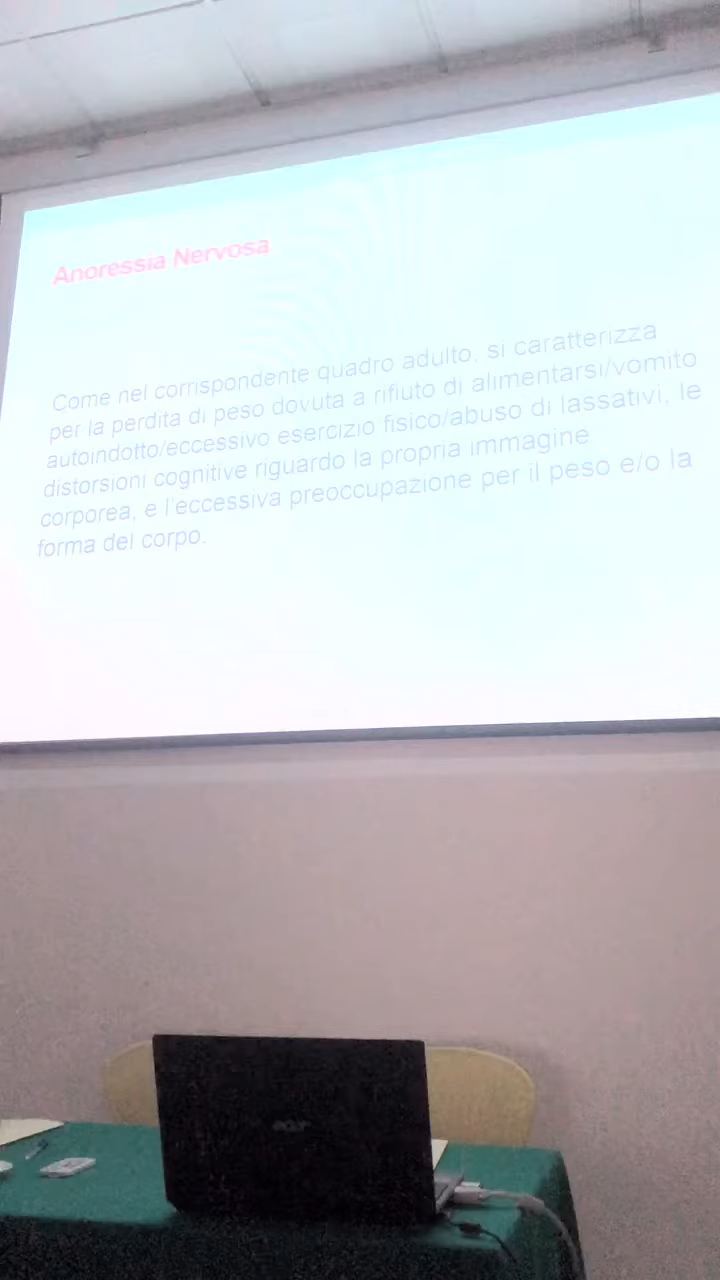 Anoressia Nervosa
Come nel corrispondente quadro adulto, si caratterizza
per la perdita di peso dovuta a rifiuto di alimentarsi/vomito
autoindotto/eccessivo esercizio fisico/abuso di lassativi, le
distorsioni cognitive riguardo la propria immagine
corporea, e l'eccessiva preoccupazione per il peso e/o la
forma del corpo.
acer